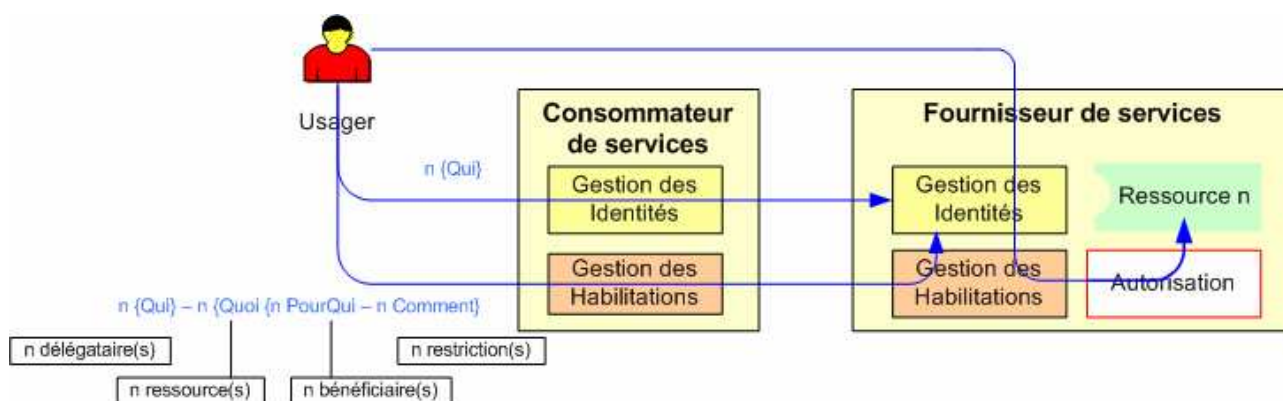 Usager
Consommateur
de services
Fournisseur de services
n {Qui}
Gestion des
Identités
Gestion des
Identités
Ressource n
Gestion des
Habilitations
Gestion des
Habilitations
Autorisation
n {Qui} – n {Quoi {n PourQui – n Comment}
n délégataire(s)
n restriction(s)
n ressource(s)
n bénéficiaire(s)